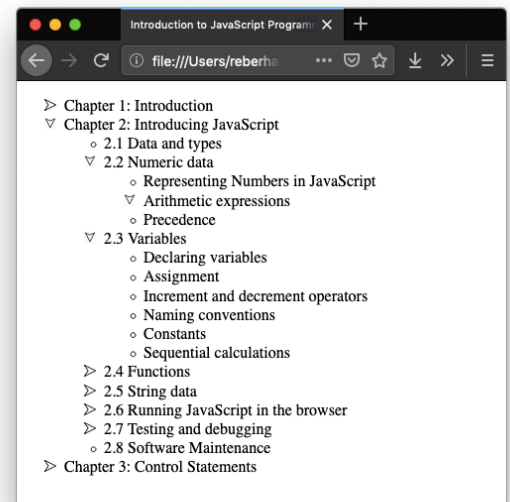 Introduction to JavaScript Program
file:///Users/reberha
Chapter 1: Introduction
Chapter 2: Introducing JavaScript
2.1 Data and types
2.2 Numeric data
Representing Numbers in JavaScript
Arithmetic expressions
Precedence
2.3 Variables
Declaring variables
Assignment
Increment and decrement operators
Naming conventions
Constants
Sequential calculations
2.4 Functions
2.5 String data
2.6 Running JavaScript in the browser
2.7 Testing and debugging
2.8 Software Maintenance
Chapter 3: Control Statements